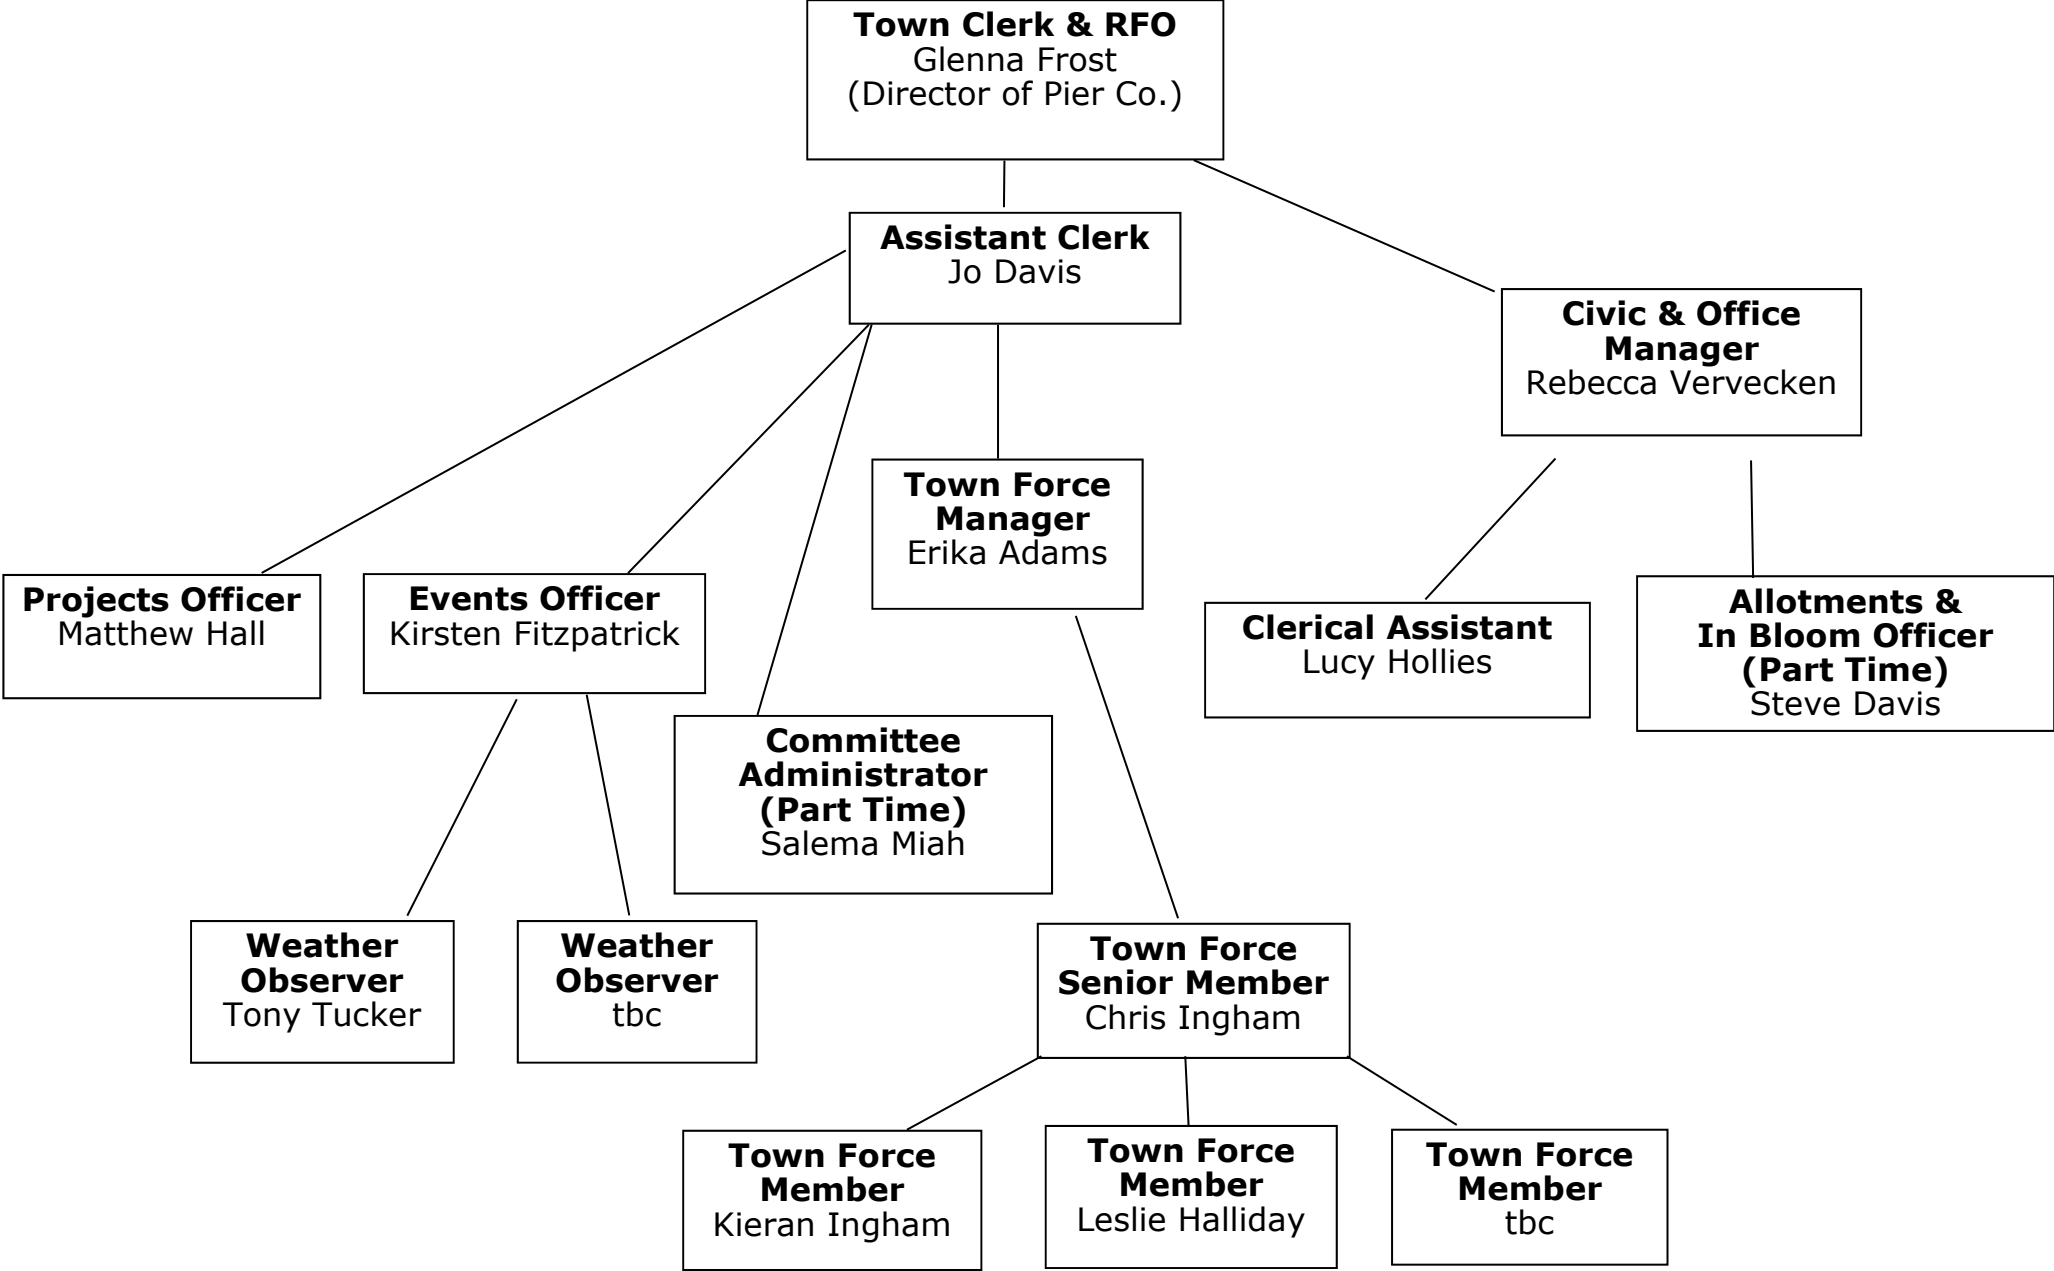 Town Clerk & RFO
Glenna Frost
(Director of Pier Co.)
Assistant Clerk
Jo Davis
Civic & Office
Manager
Rebecca Vervecken
Town Force
Manager
Erika Adams
Projects Officer
Matthew Hall
Events Officer
Kirsten Fitzpatrick
Clerical Assistant
Lucy Hollies
Allotments &
In Bloom Officer
(Part Time)
Steve Davis
Committee
Administrator
(Part Time)
Salema Miah
Weather
Observer
Tony Tucker
Weather
Observer
tbc
Town Force
Senior Member
Chris Ingham
Town Force
Member
Kieran Ingham
Town Force
Member
Leslie Halliday
Town Force
Member
tbc